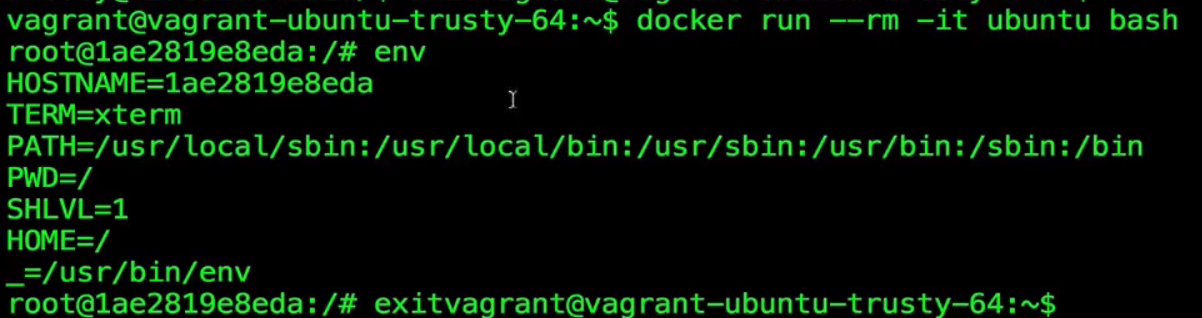 vagrant@vagrant-ubuntu-trusty-64:~$ docker run --rm -it ubuntu bash
root@1ae2819e8eda:/# env
HOSTNAME=1ae2819e8eda
TERM=xterm
PATH=/usr/local/sbin:/usr/local/bin:/usr/sbin:/usr/bin:/sbin:/bin
PWD=/
SHLVL=1
HOME=/
_=/usr/bin/env
root@1ae2819e8eda:/# exitvagrant@vagrant-ubuntu-trusty-64:~$